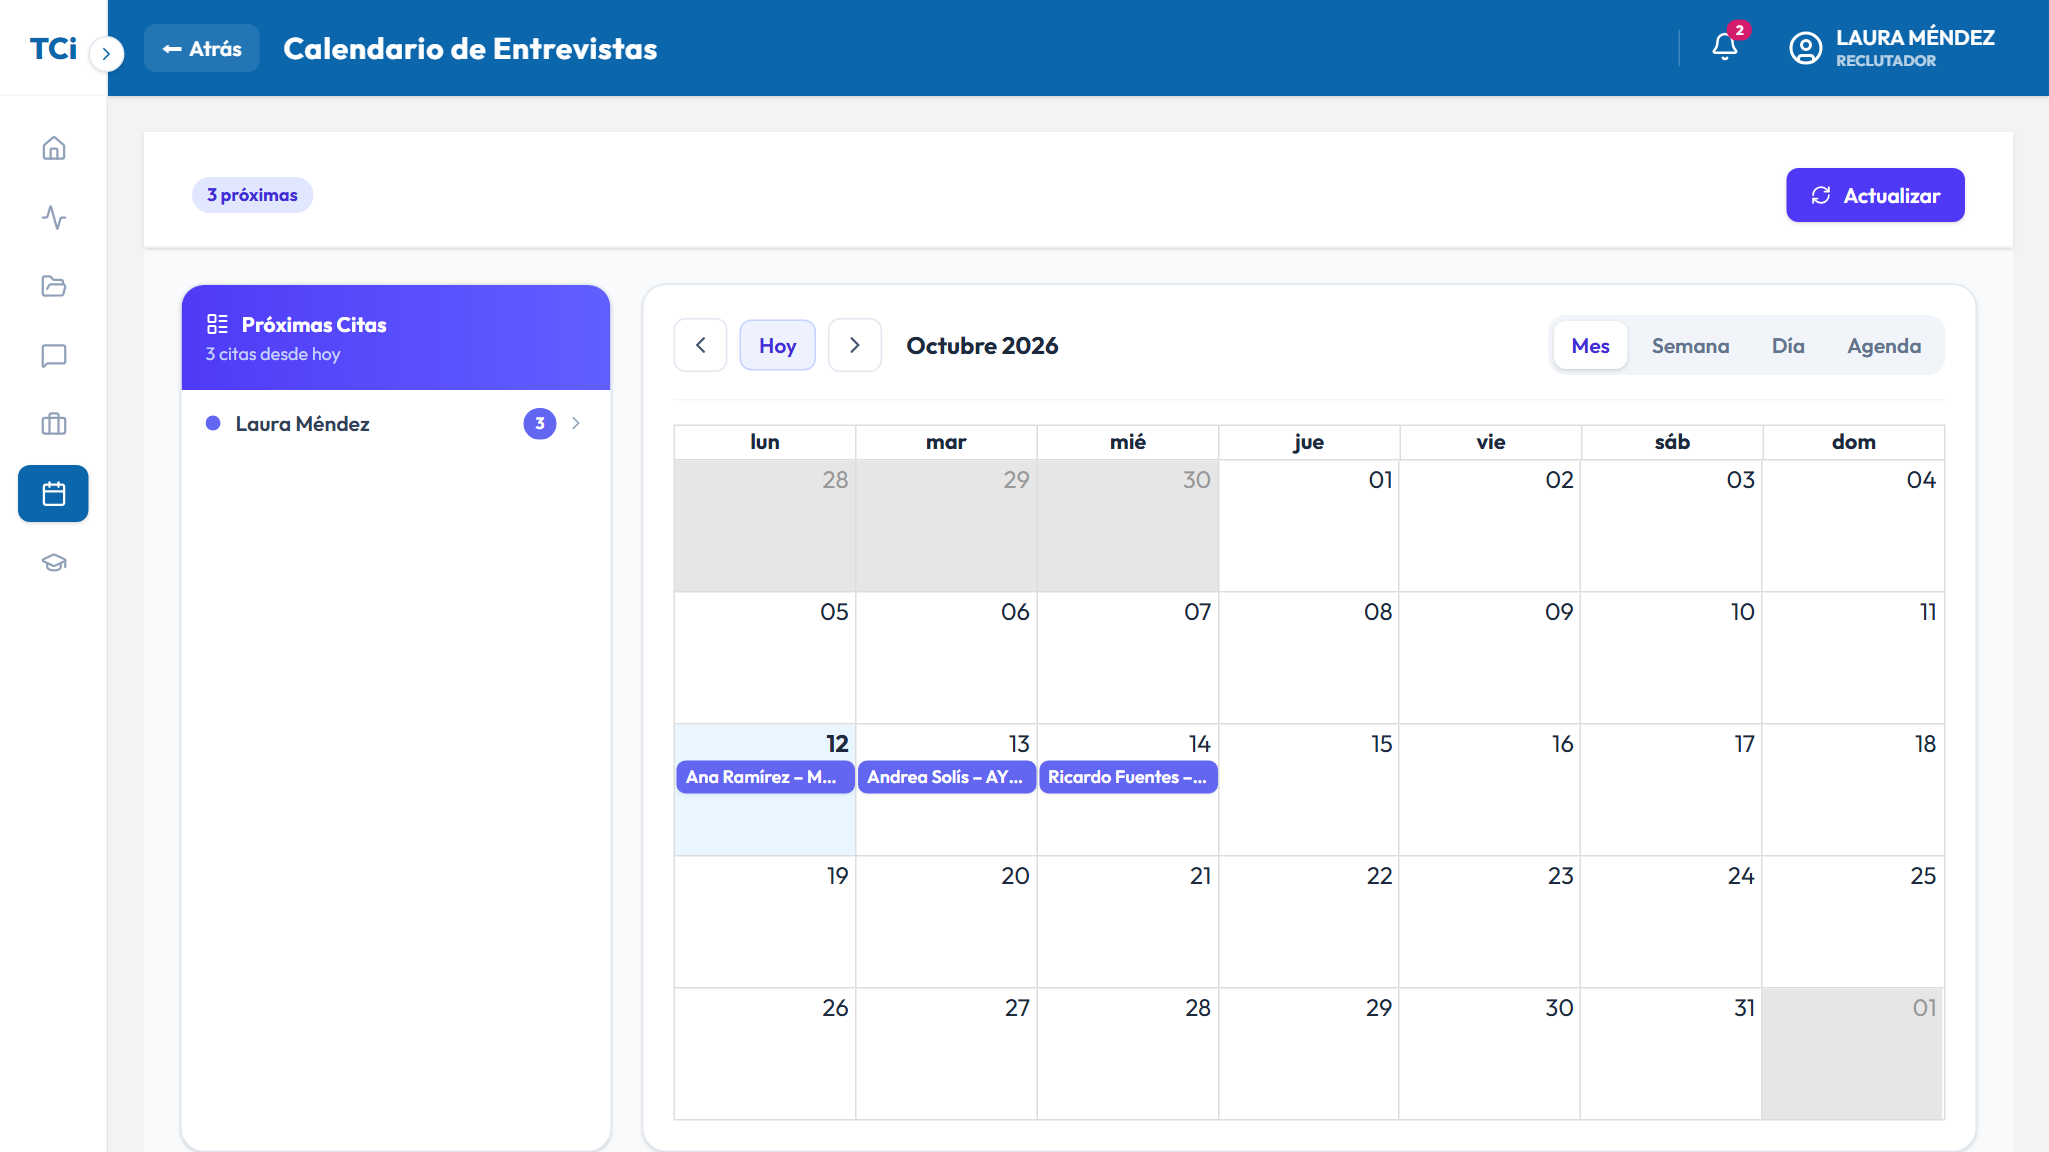 TCi
← Atrás
Calendario de Entrevistas
2
LAURA MÉNDEZ
RECLUTADOR
3 próximas
Actualizar
Próximas Citas
3 citas desde hoy
Laura Méndez
3
Hoy
Octubre 2026
Mes Semana Día Agenda
lun mar mié jue vie sáb dom
28 29 30 01 02 03 04
05 06 07 08 09 10 11
12 13 14 15 16 17 18
Ana Ramírez – M... Andrea Solís – AY... Ricardo Fuentes –...
19 20 21 22 23 24 25
26 27 28 29 30 31 01